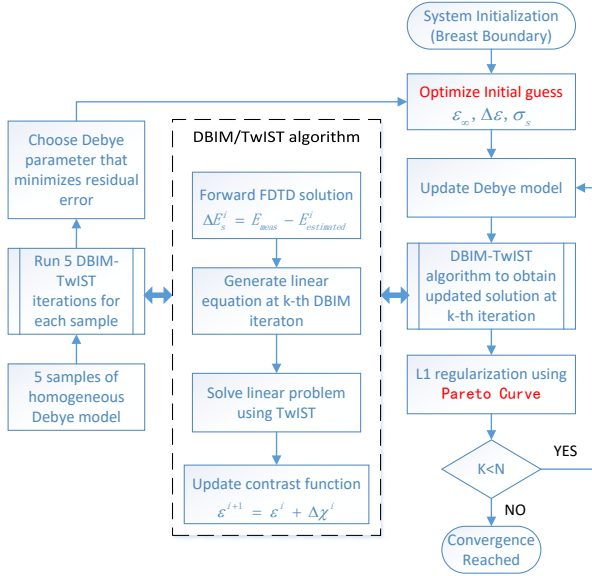 System Initialization
(Breast Boundary)
Optimize Initial guess
ε∞, Δε, σs
Update Debye model
DBIM-TwIST
algorithm to obtain
updated solution at
k-th iteration
L1 regularization using
Pareto Curve
K<N
YES
NO
Convergence
Reached
DBIM/TwIST algorithm
Forward FDTD solution
ΔE_s^i = E_meas − E_estimated^i
Generate linear
equation at k-th DBIM
iteraton
Solve linear problem
using TwIST
Update contrast function
ε^{i+1} = ε^i + Δχ^i
Choose Debye
parameter that
minimizes residual
error
Run 5 DBIM-
TwIST
iterations for
each sample
5 samples of
homogeneous
Debye model